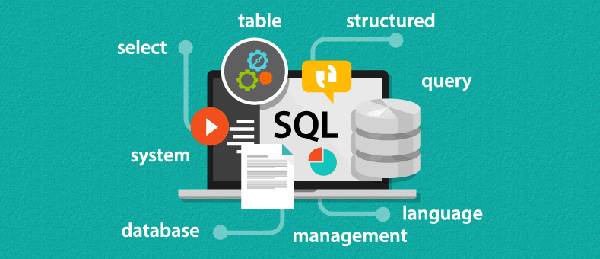 table
structured
select
query
SQL
system
language
database
management